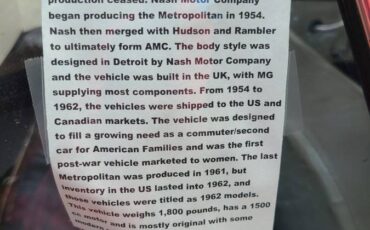 production ceased. Nash Motor Company
began producing the Metropolitan in 1954.
Nash then merged with Hudson and Rambler
to ultimately form AMC. The body style was
designed in Detroit by Nash Motor Company
and the vehicle was built in the UK, with MG
supplying most components. From 1954 to
1962, the vehicles were shipped to the US and
Canadian markets. The vehicle was designed
to fill a growing need as a commuter/second
car for American Families and was the first
post-war vehicle marketed to women. The last
Metropolitan was produced in 1961, but
inventory in the US lasted into 1962, and
those vehicles were titled as 1962 models.
This vehicle weighs 1,800 pounds, has a 1500
cc motor and is mostly original with some
modern